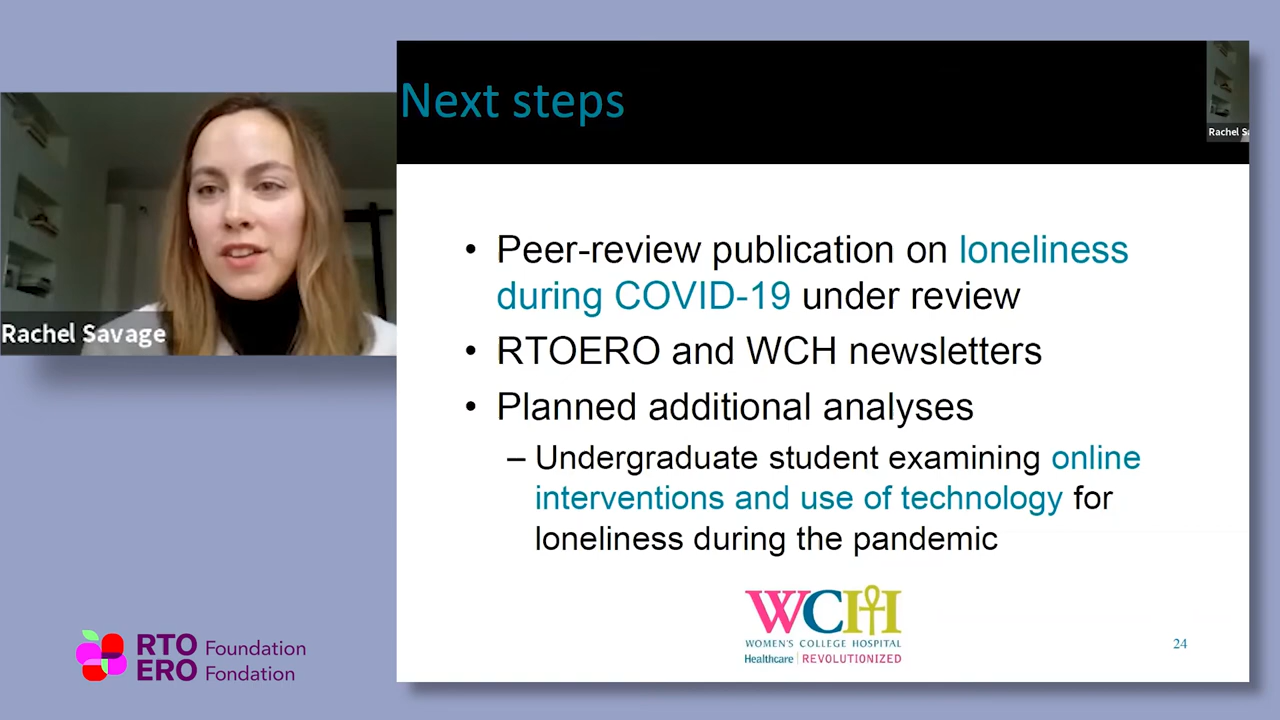 Next steps
Rachel Sa
Rachel Savage
• Peer-review publication on loneliness
during COVID-19 under review
• RTOERO and WCH newsletters
• Planned additional analyses
– Undergraduate student examining online
interventions and use of technology for
loneliness during the pandemic
WCH
WOMEN'S COLLEGE HOSPITAL
Healthcare | REVOLUTIONIZED
24
RTO
ERO
Foundation
Fondation